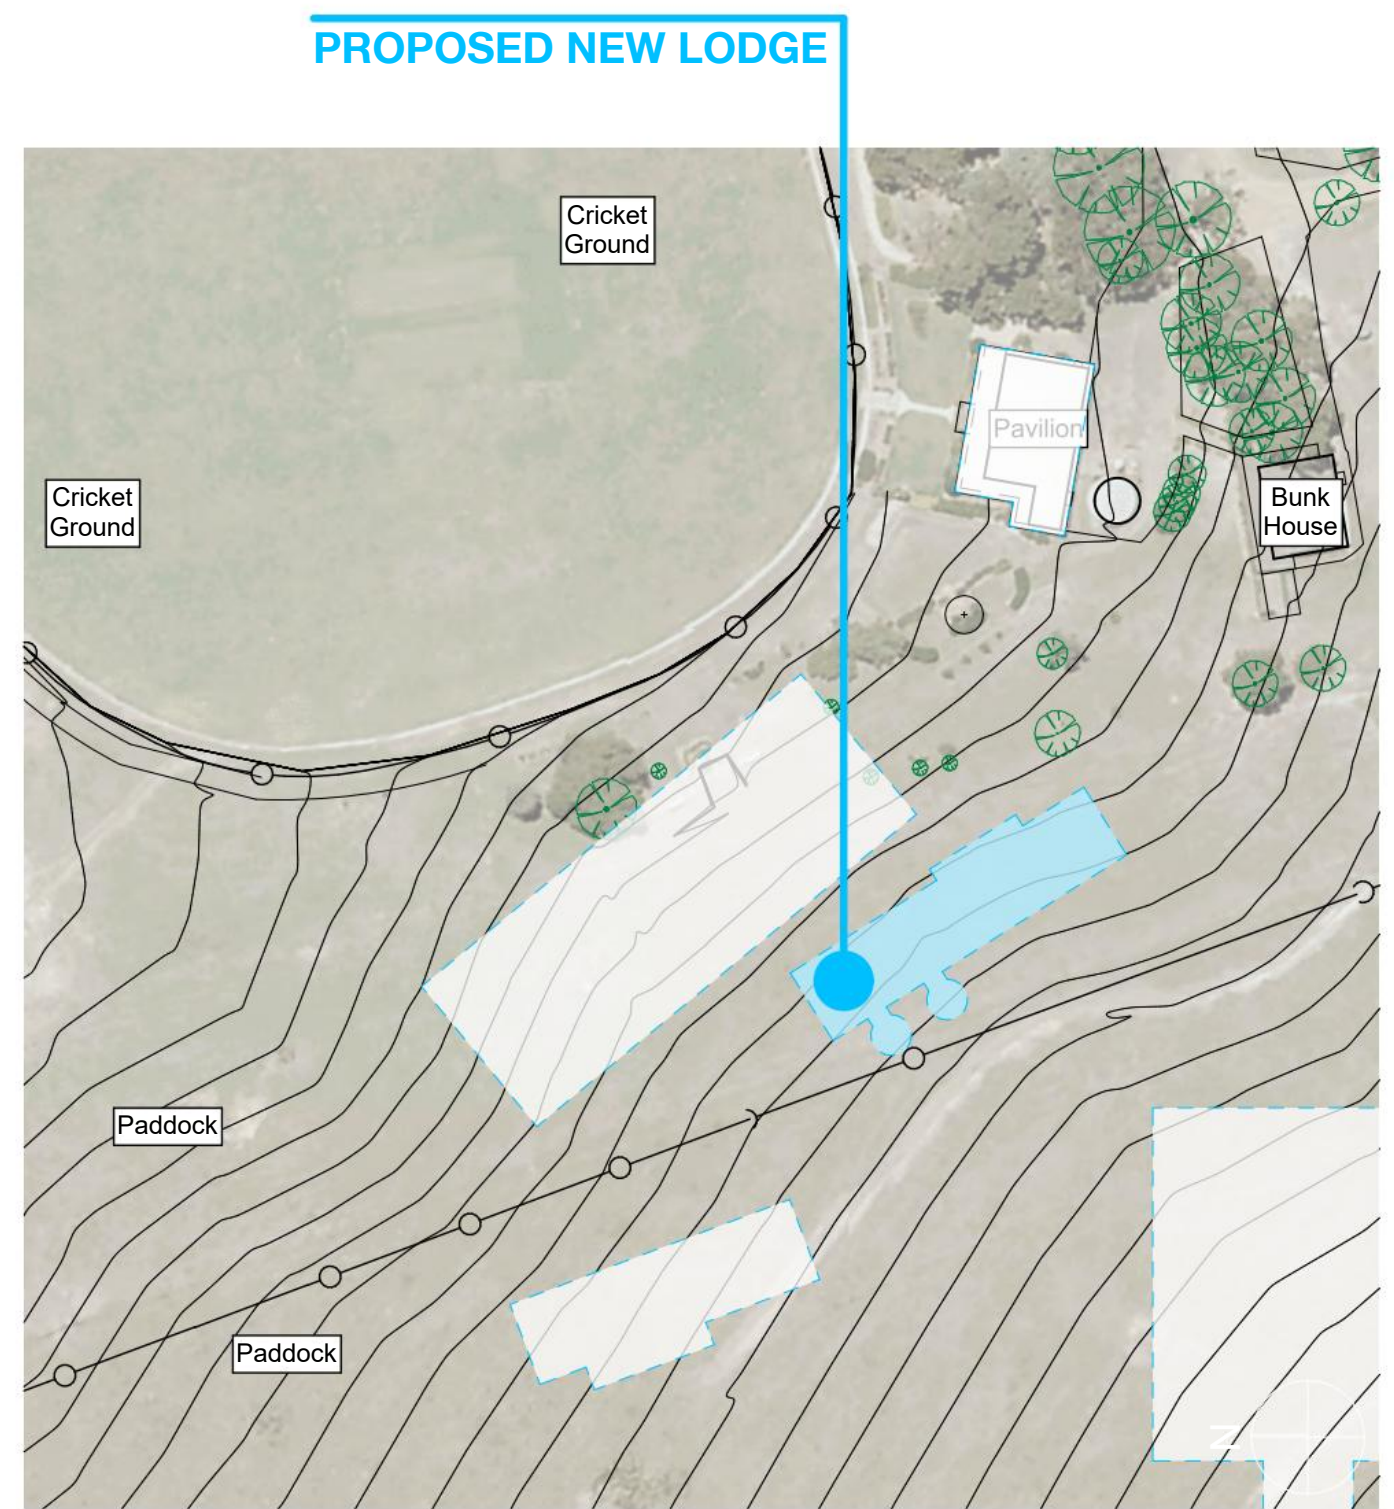 PROPOSED NEW LODGE
Cricket
Ground
Pavilion
Cricket
Ground
Bunk
House
Paddock
Paddock
N